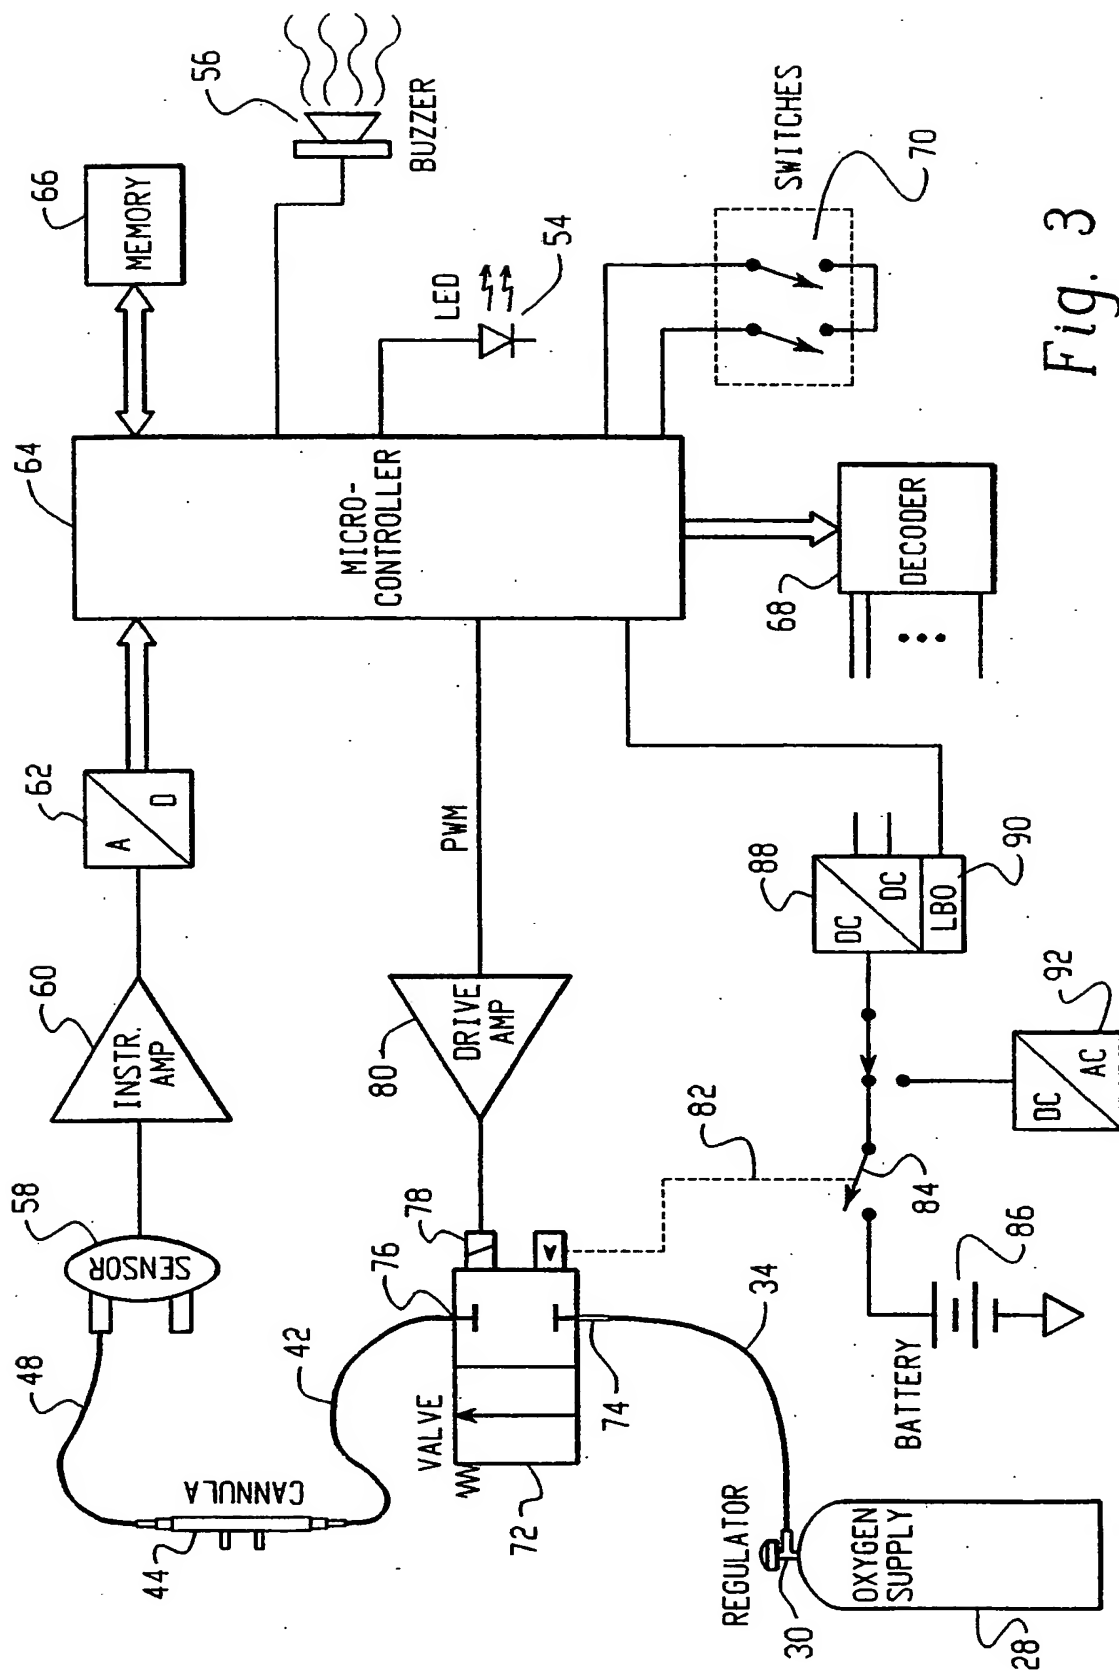 56
66
MEMORY
BUZZER
64
LED
54
SWITCHES
70
MICRO-
CONTROLLER
62
A
D
PWM
68
DECODER
60
INSTR.
AMP
80
DRIVE
AMP
88
DC
DC
LBO
90
58
SENSOR
78
76
82
84
92
DC
AC
48
42
VALVE
74
34
86
BATTERY
CANNULA
44
72
REGULATOR
30
OXYGEN
SUPPLY
28
Fig. 3